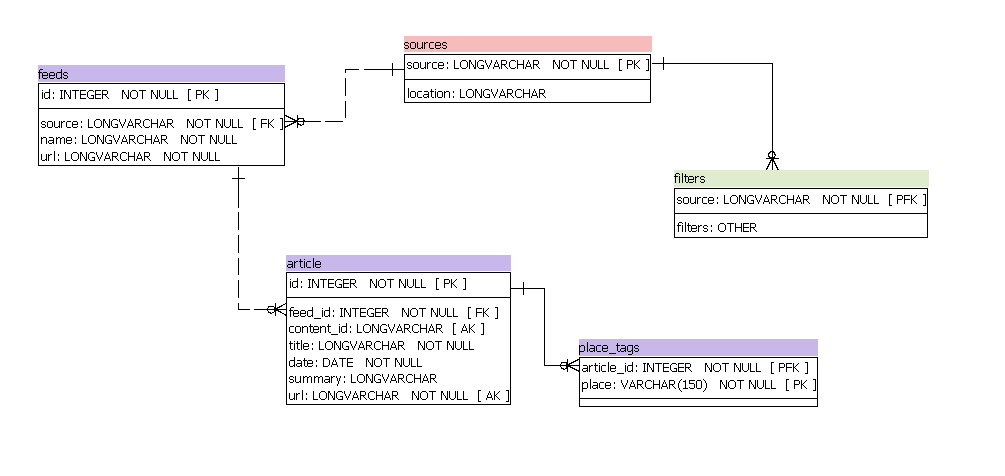 sources
source: LONGVARCHAR NOT NULL [ PK ]
location: LONGVARCHAR
feeds
id: INTEGER NOT NULL [ PK ]
source: LONGVARCHAR NOT NULL [ FK ]
name: LONGVARCHAR NOT NULL
url: LONGVARCHAR NOT NULL
filters
source: LONGVARCHAR NOT NULL [ PFK ]
filters: OTHER
article
id: INTEGER NOT NULL [ PK ]
feed_id: INTEGER NOT NULL [ FK ]
content_id: LONGVARCHAR [ AK ]
title: LONGVARCHAR NOT NULL
date: DATE NOT NULL
summary: LONGVARCHAR
url: LONGVARCHAR NOT NULL [ AK ]
place_tags
article_id: INTEGER NOT NULL [ PFK ]
place: VARCHAR(150) NOT NULL [ PK ]